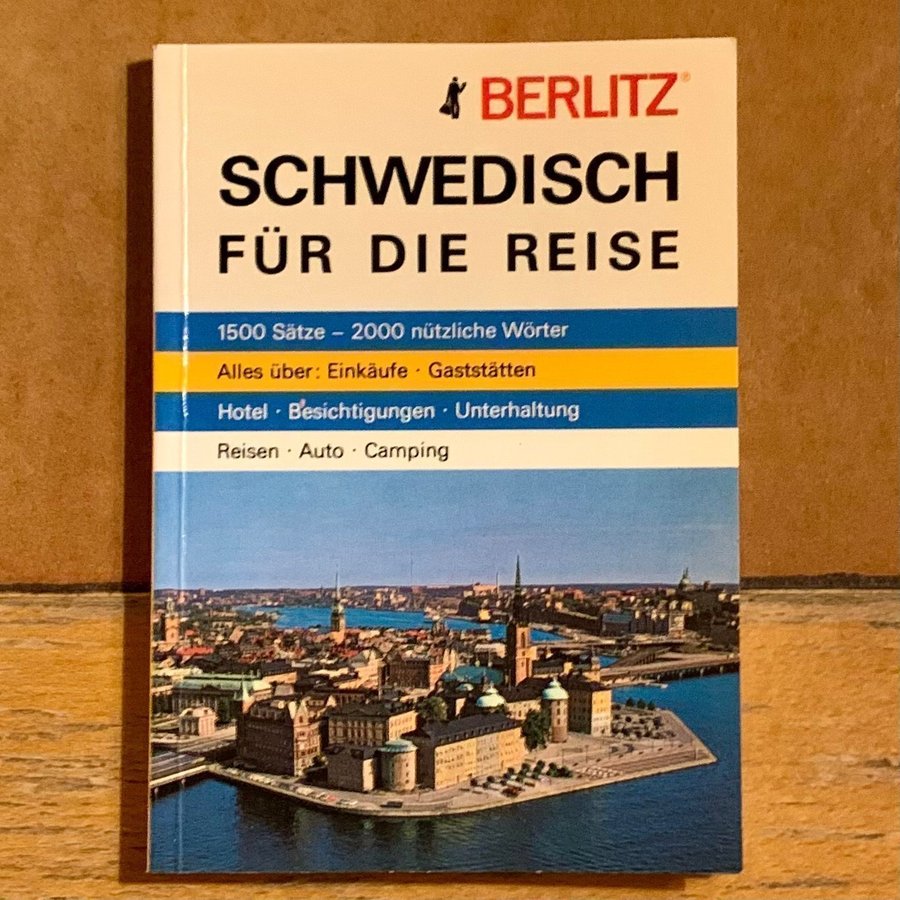 BERLITZ®
SCHWEDISCH
FÜR DIE REISE
1500 Sätze – 2000 nützliche Wörter
Alles über: Einkäufe · Gaststätten
Hotel · Besichtigungen · Unterhaltung
Reisen · Auto · Camping